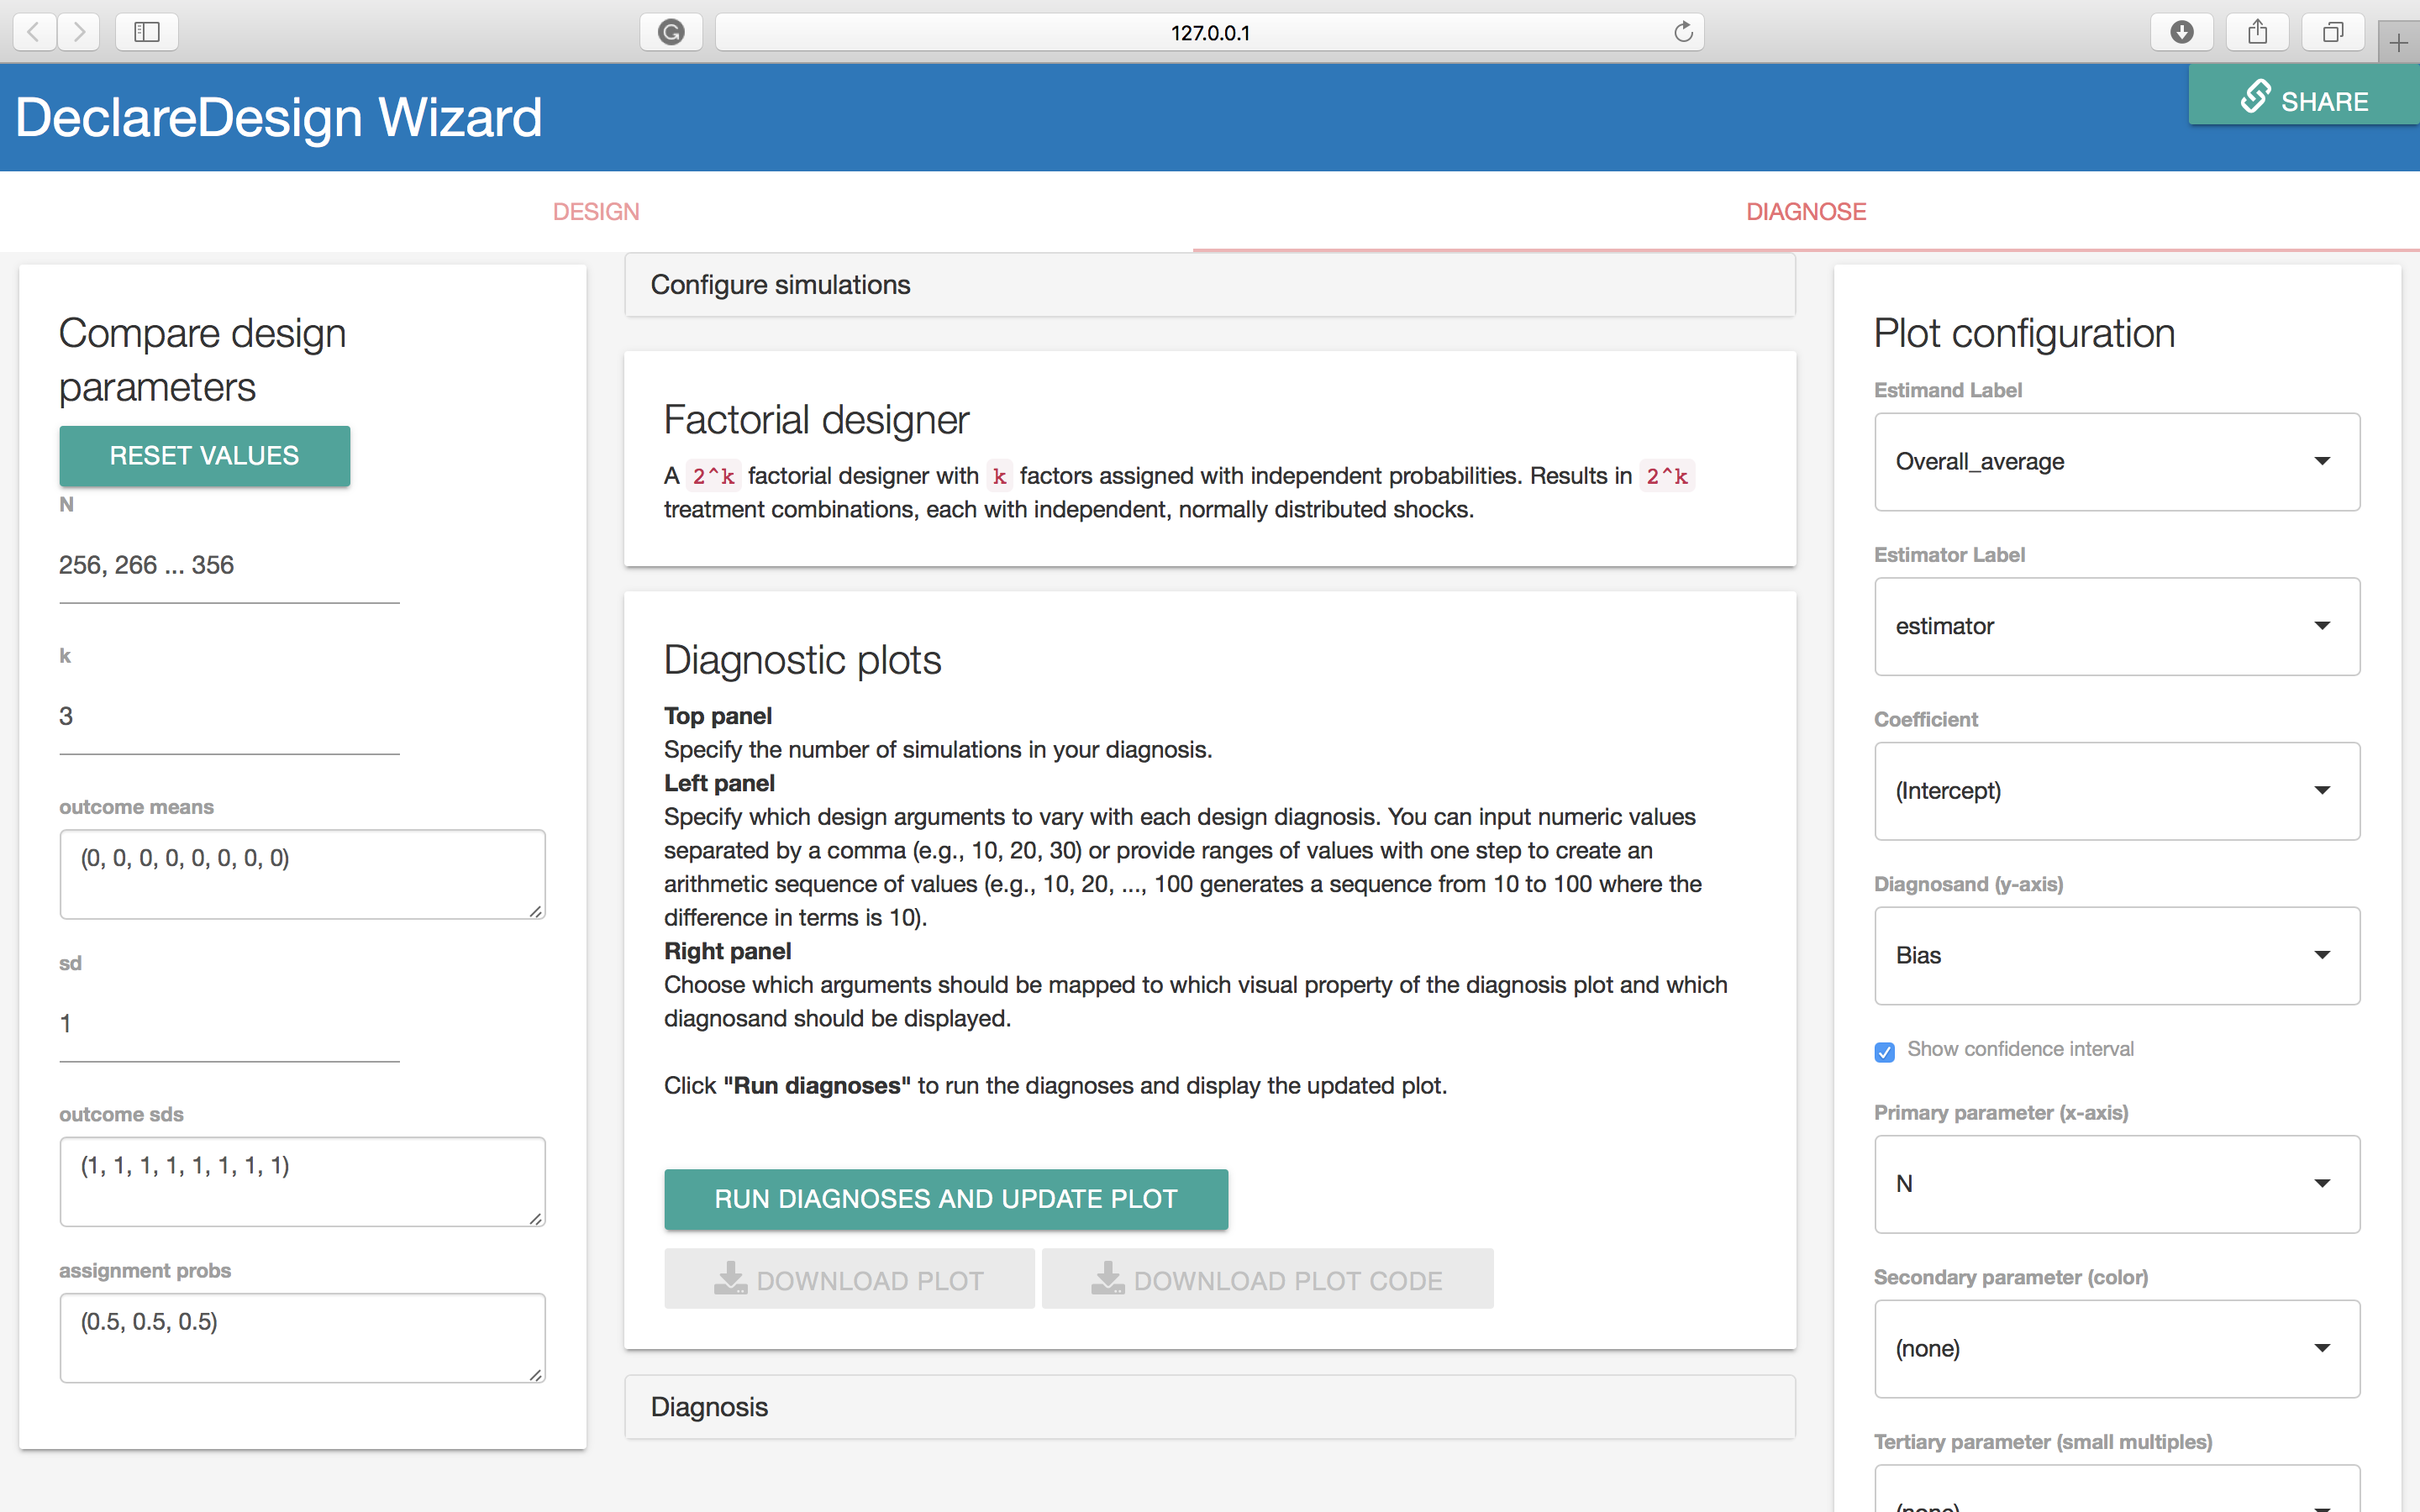 127.0.0.1
DeclareDesign Wizard
SHARE
DESIGN
DIAGNOSE
Compare design
parameters
RESET VALUES
N
256, 266 ... 356
k
3
outcome means
(0, 0, 0, 0, 0, 0, 0, 0)
sd
1
outcome sds
(1, 1, 1, 1, 1, 1, 1, 1)
assignment probs
(0.5, 0.5, 0.5)
Configure simulations
Factorial designer
A 2^k factorial designer with k factors assigned with independent probabilities. Results in 2^k
treatment combinations, each with independent, normally distributed shocks.
Diagnostic plots
Top panel
Specify the number of simulations in your diagnosis.
Left panel
Specify which design arguments to vary with each design diagnosis. You can input numeric values
separated by a comma (e.g., 10, 20, 30) or provide ranges of values with one step to create an
arithmetic sequence of values (e.g., 10, 20, ..., 100 generates a sequence from 10 to 100 where the
difference in terms is 10).
Right panel
Choose which arguments should be mapped to which visual property of the diagnosis plot and which
diagnosand should be displayed.
Click "Run diagnoses" to run the diagnoses and display the updated plot.
RUN DIAGNOSES AND UPDATE PLOT
DOWNLOAD PLOT
DOWNLOAD PLOT CODE
Diagnosis
Plot configuration
Estimand Label
Overall_average
Estimator Label
estimator
Coefficient
(Intercept)
Diagnosand (y-axis)
Bias
Show confidence interval
Primary parameter (x-axis)
N
Secondary parameter (color)
(none)
Tertiary parameter (small multiples)
(none)